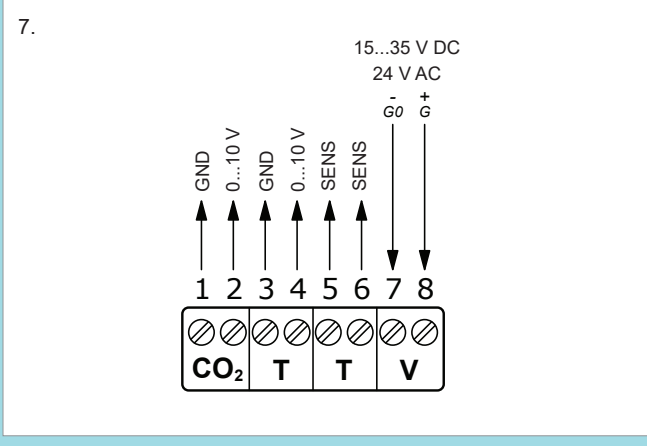 7.
15...35 V DC
24 V AC
- +
G0 G
GND 0...10 V GND 0...10 V SENS SENS
1 2 3 4 5 6 7 8
CO₂ T T V